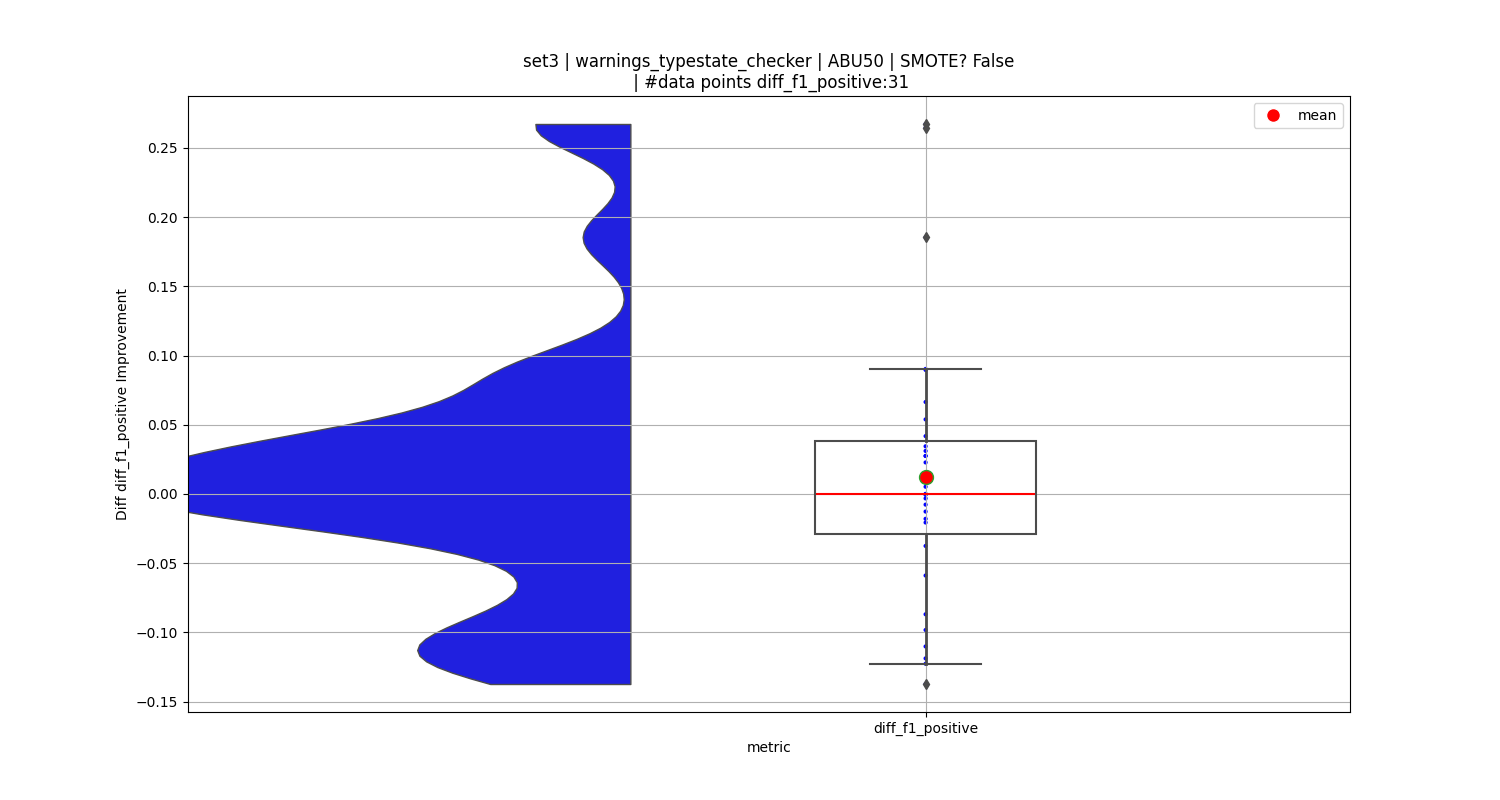 set3 | warnings_typestate_checker | ABU50 | SMOTE? False
| #data points diff_f1_positive:31
mean
0.25
0.20
0.15
0.10
0.05
0.00
−0.05
−0.10
−0.15
Diff diff_f1_positive Improvement
diff_f1_positive
metric